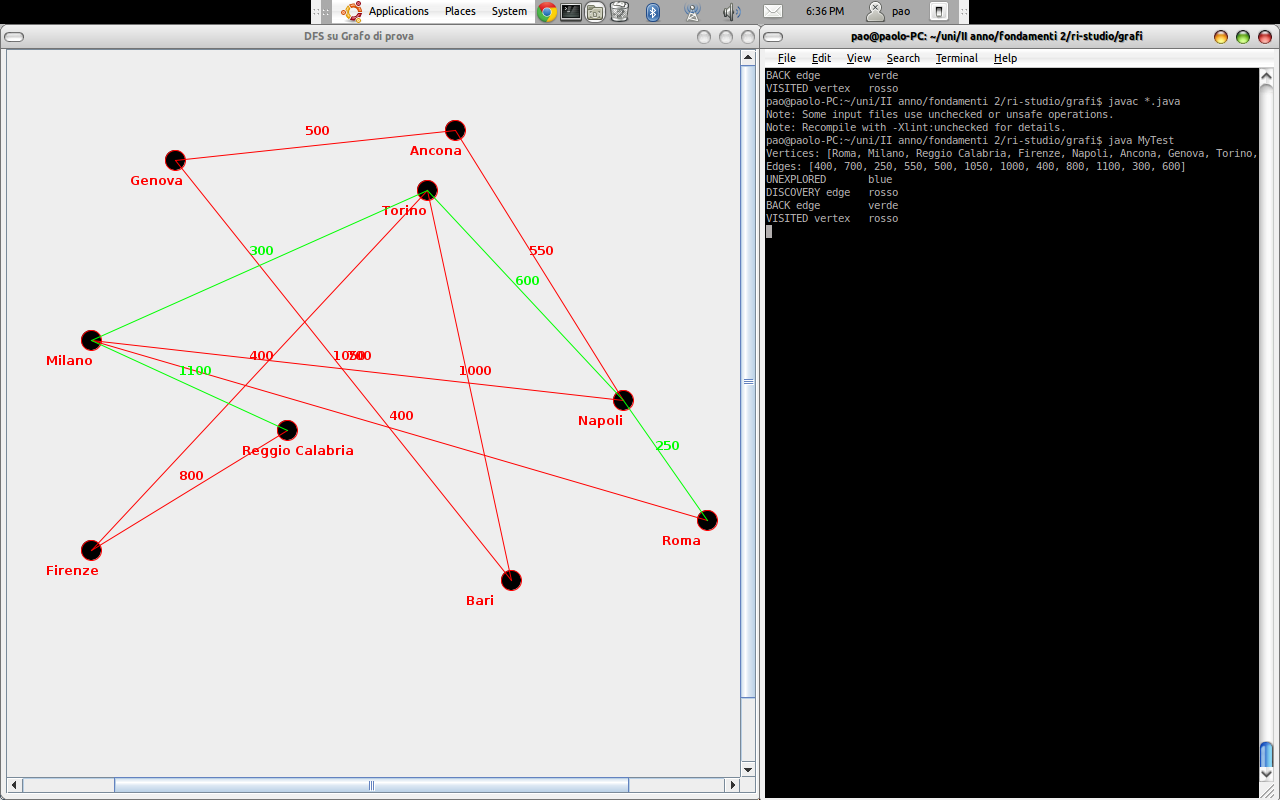 Applications Places System 6:36 PM pao
DFS su Grafo di prova
500
Ancona
Genova
Torino
300
550
600
Milano
400
1000
1100
400
Napoli
Reggio Calabria
250
800
Roma
Firenze
Bari
pao@paolo-PC: ~/uni/II anno/fondamenti 2/ri-studio/grafi
File Edit View Search Terminal Help
BACK edge verde
VISITED vertex rosso
pao@paolo-PC:~/uni/II anno/fondamenti 2/ri-studio/grafi$ javac *.java
Note: Some input files use unchecked or unsafe operations.
Note: Recompile with -Xlint:unchecked for details.
pao@paolo-PC:~/uni/II anno/fondamenti 2/ri-studio/grafi$ java MyTest
Vertices: [Roma, Milano, Reggio Calabria, Firenze, Napoli, Ancona, Genova, Torino,
Edges: [400, 700, 250, 550, 500, 1050, 1000, 400, 800, 1100, 300, 600]
UNEXPLORED blue
DISCOVERY edge rosso
BACK edge verde
VISITED vertex rosso